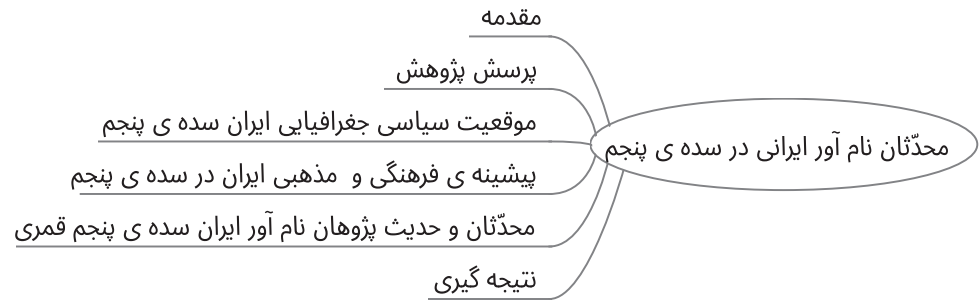 محدّثان نام آور ایرانی در سده ی پنجم
مقدمه
پرسش پژوهش
موقعیت سیاسی جغرافیایی ایران سده ی پنجم
پیشینه ی فرهنگی و مذهبی ایران در سده ی پنجم
محدّثان و حدیث پژوهان نام آور ایران سده ی پنجم قمری
نتیجه گیری